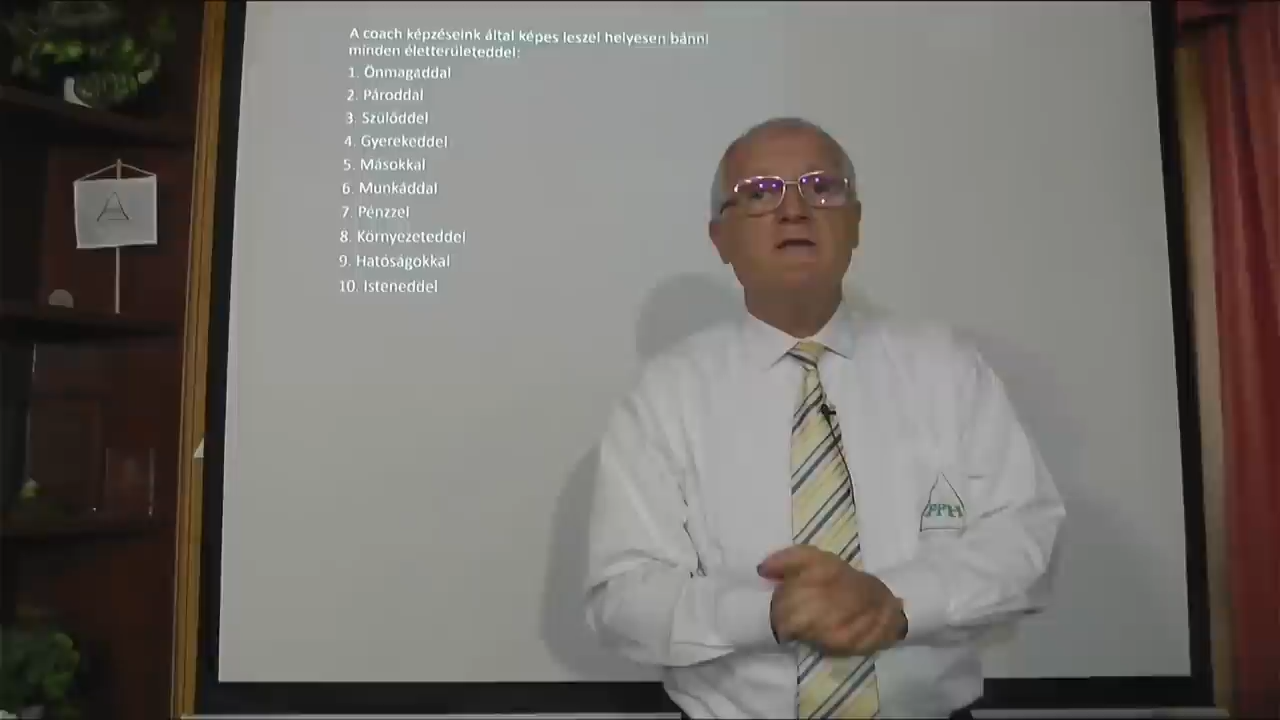 A coach képzéseink által képes leszel helyesen bánni
minden életterületeddel:
1. Önmagaddal
2. Pároddal
3. Szülőddel
4. Gyerekeddel
5. Másokkal
6. Munkáddal
7. Pénzzel
8. Környezeteddel
9. Hatóságokkal
10. Isteneddel
PPH